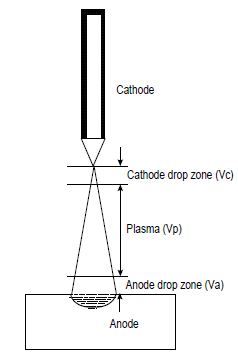 Cathode
Cathode drop zone (Vc)
Plasma (Vp)
Anode drop zone (Va)
Anode